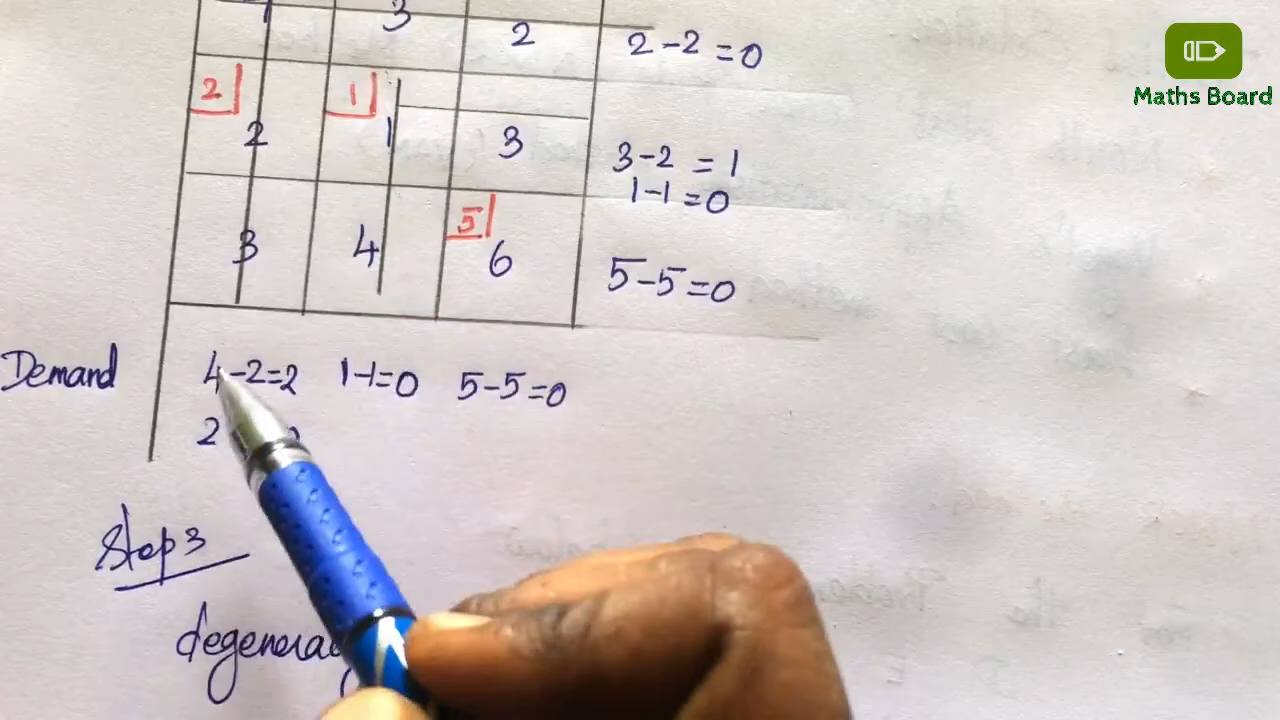 3 2 2-2=0
Maths Board
2 1
2 1 3 3-2=1
1-1=0
5
3 4 6 5-5=0
Demand 4-2=2 1-1=0 5-5=0
2
Step 3